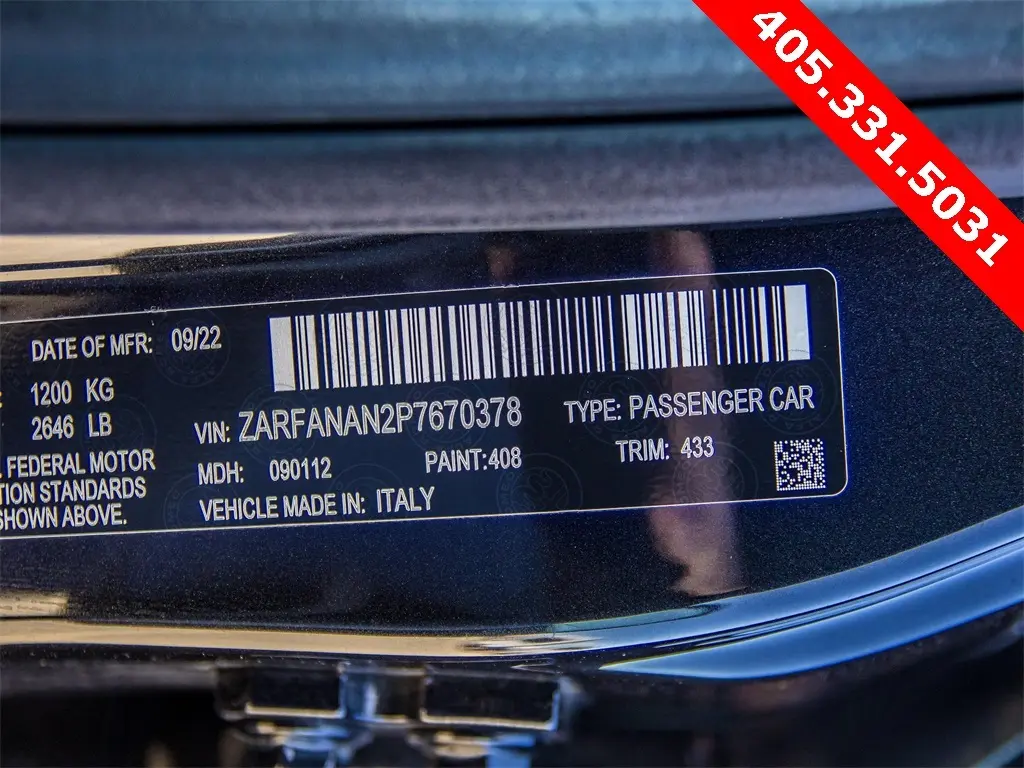 405.331.5031
DATE OF MFR: 09/22
1200 KG
2646 LB
VIN: ZARFANAN2P7670378 TYPE: PASSENGER CAR
FEDERAL MOTOR MDH: 090112 PAINT:408 TRIM: 433
STANDARDS VEHICLE MADE IN: ITALY
SHOWN ABOVE.